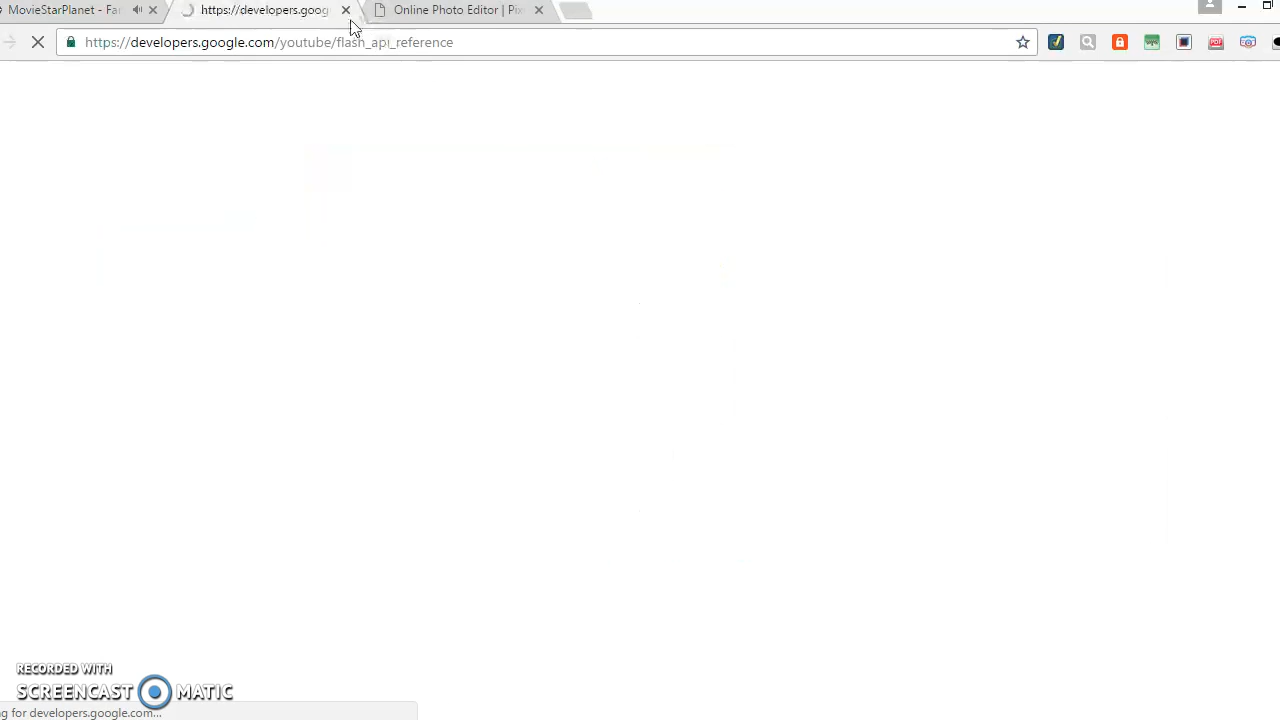 MovieStarPlanet - Fa
https://developers.goog
Online Photo Editor | Pix
https://developers.google.com/youtube/flash_api_reference
PDF
RECORDED WITH
SCREENCAST MATIC
g for developers.google.com...